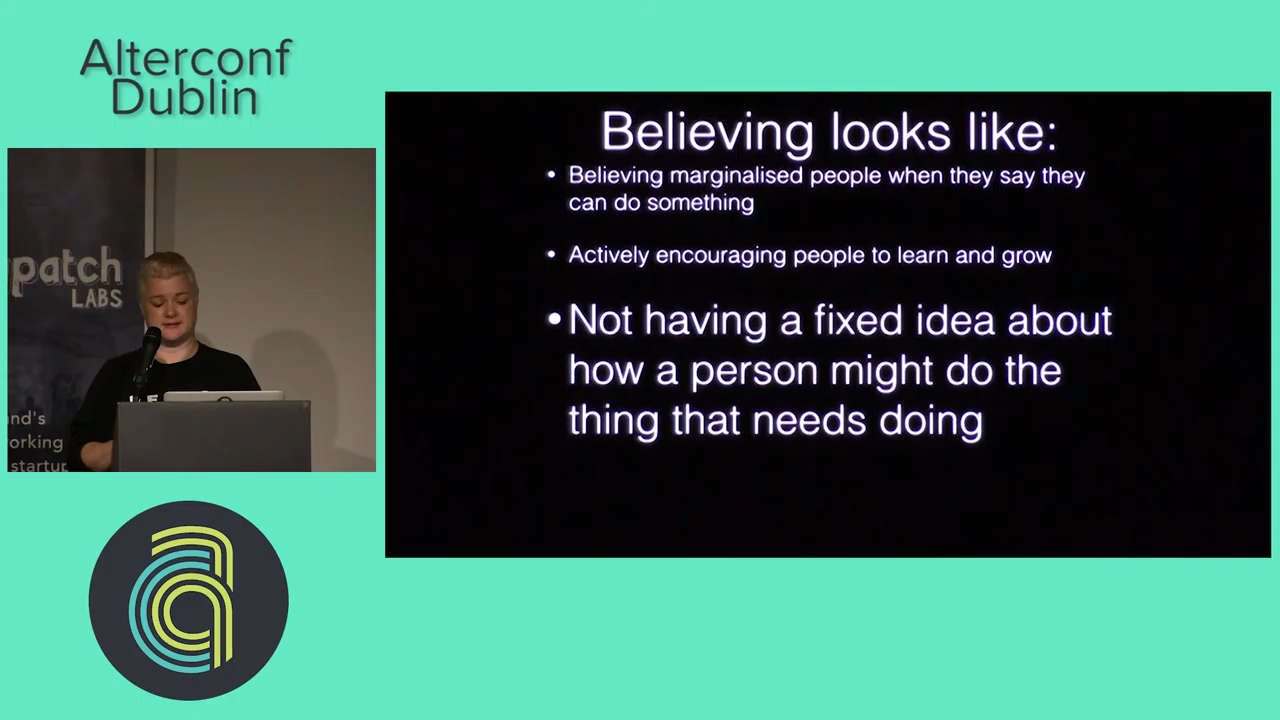 Alterconf
Dublin
patch
LABS
Believing looks like:
• Believing marginalised people when they say they
can do something
• Actively encouraging people to learn and grow
• Not having a fixed idea about
how a person might do the
thing that needs doing
and's
orking
startup